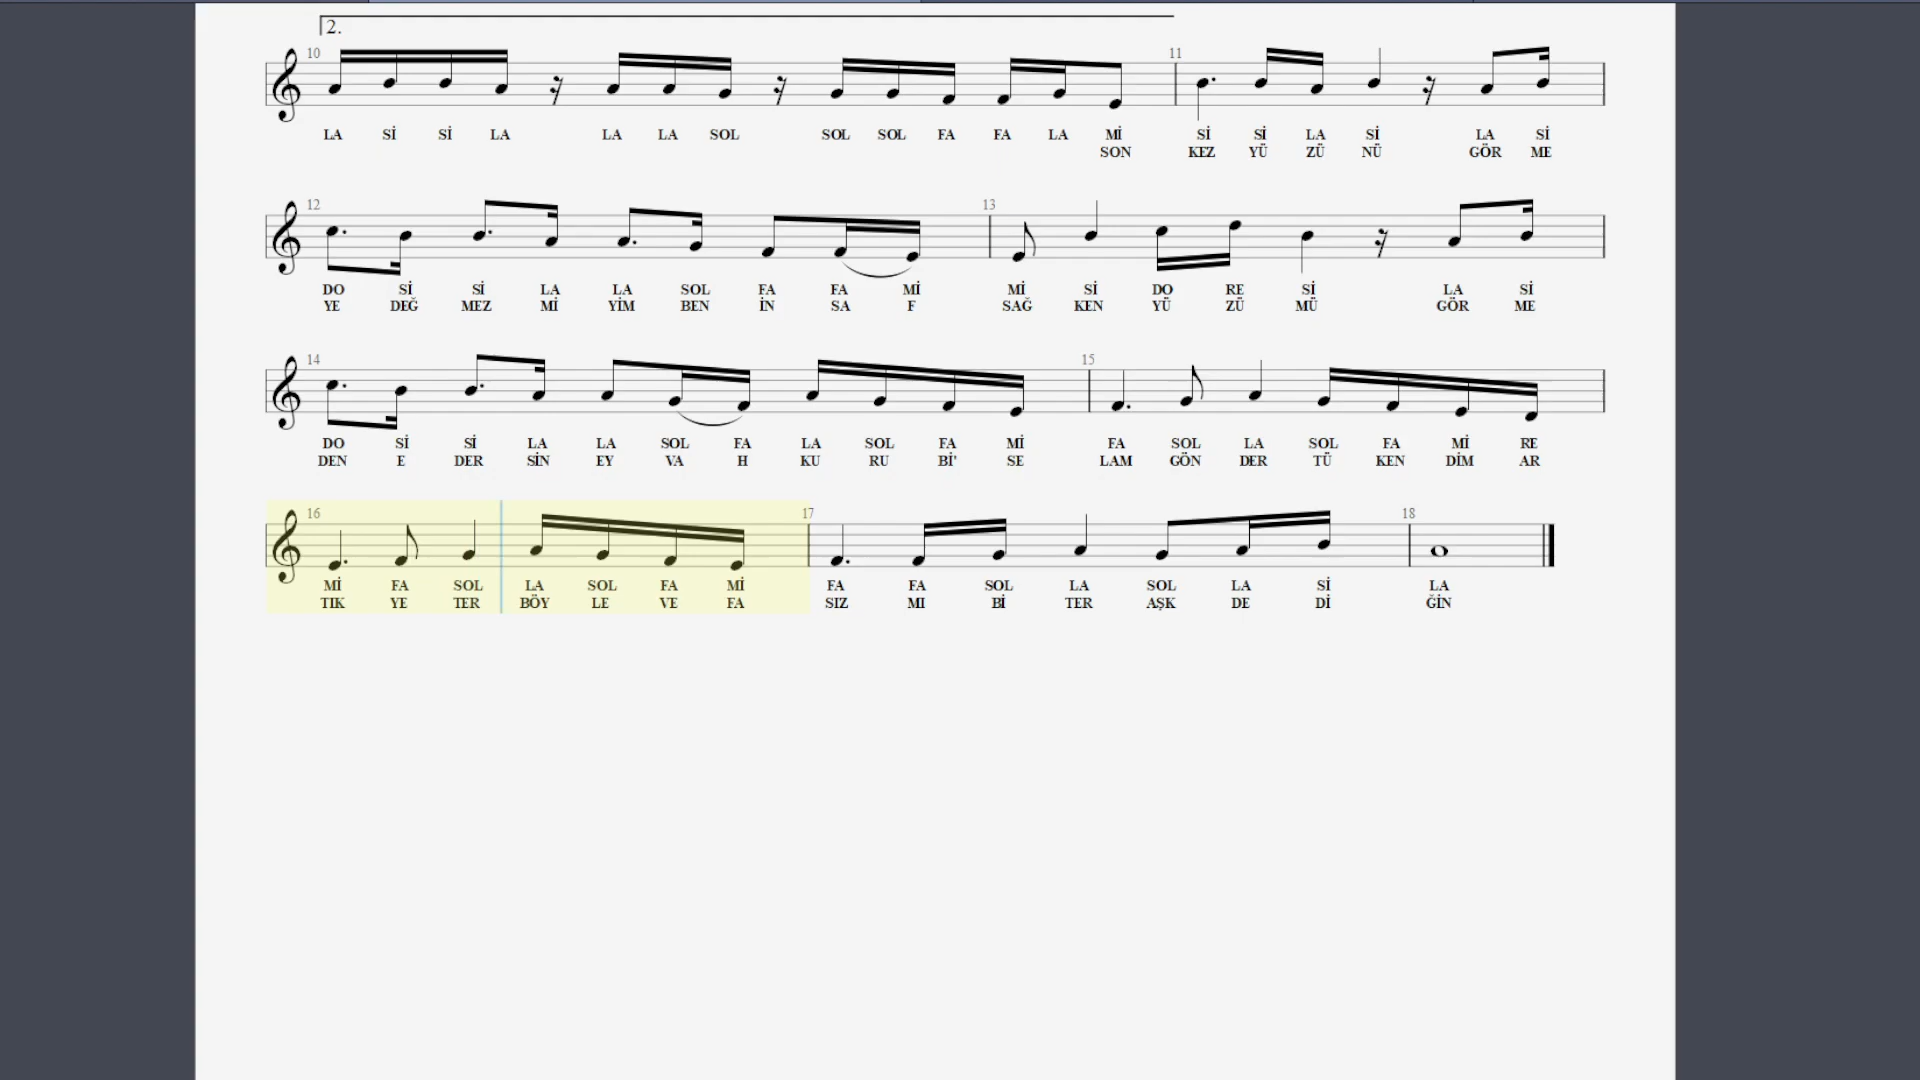 2.
10 11
LA Sİ Sİ LA LA LA SOL SOL SOL FA FA LA Mİ Sİ Sİ LA Sİ LA Sİ
SON KEZ YÜ ZÜ NÜ GÖR ME
12 13
DO Sİ Sİ LA LA SOL FA FA Mİ Mİ Sİ DO RE Sİ LA Sİ
YE DEĞ MEZ Mİ YİM BEN İN SA F SAĞ KEN YÜ ZÜ MÜ GÖR ME
14 15
DO Sİ Sİ LA LA SOL FA LA SOL FA Mİ FA SOL LA SOL FA Mİ RE
DEN E DER SİN EY VA H KU RU Bİ' SE LAM GÖN DER TÜ KEN DİM AR
16 17 18
Mİ FA SOL LA SOL FA Mİ FA FA SOL LA SOL LA Sİ LA
TIK YE TER BÖY LE VE FA SIZ MI Bİ TER AŞK DE Dİ ĞİN